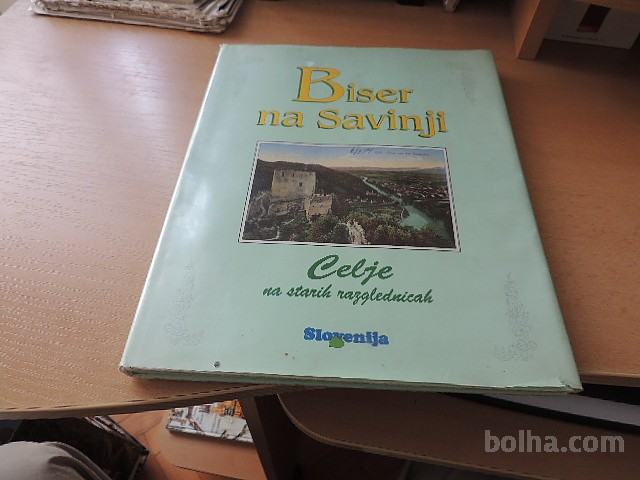 Biser
na Savinji
Celje
na starih razglednicah
Slovenija
bolha.com